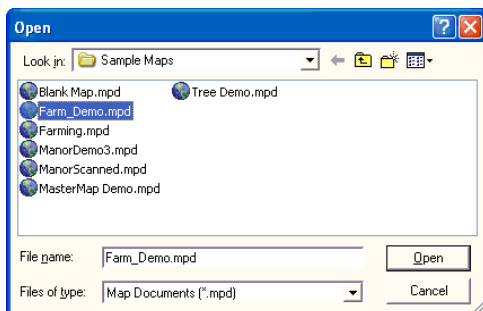 Open
Look in: Sample Maps
Blank Map.mpd Tree Demo.mpd
Farm_Demo.mpd
Farming.mpd
ManorDemo3.mpd
ManorScanned.mpd
MasterMap Demo.mpd
File name: Farm_Demo.mpd Open
Files of type: Map Documents (*.mpd) Cancel